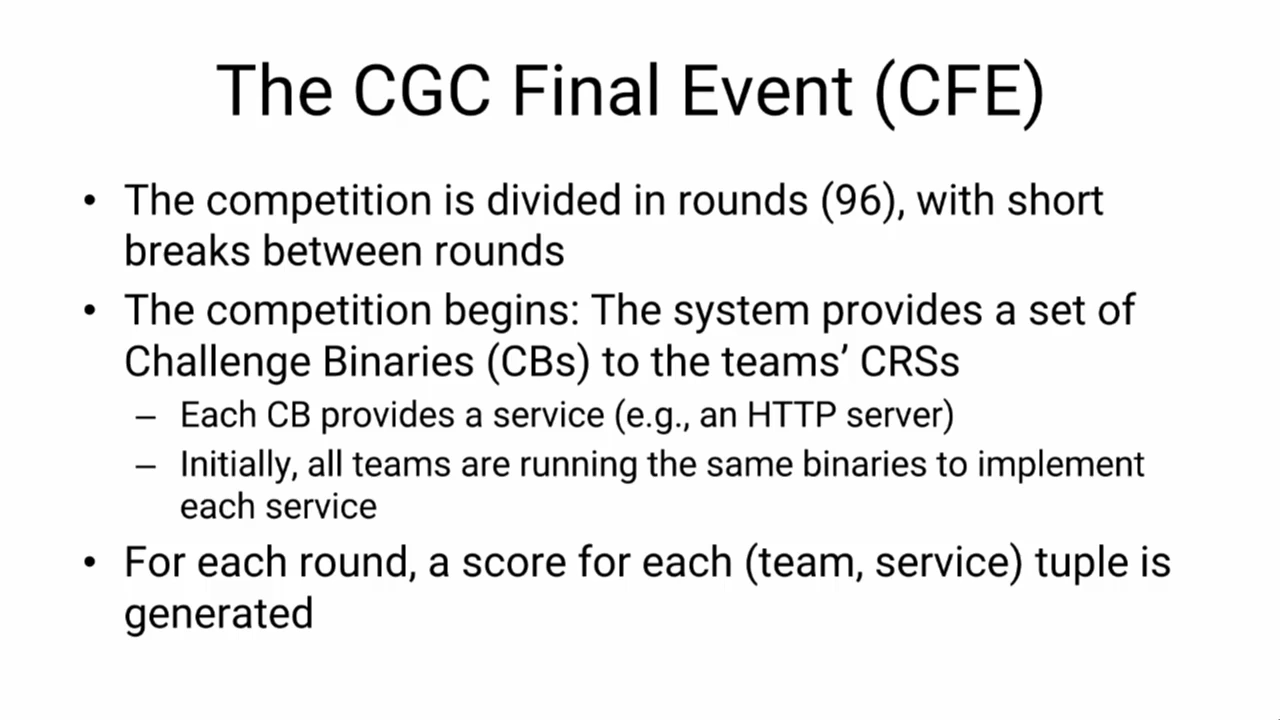 The CGC Final Event (CFE)
• The competition is divided in rounds (96), with short
breaks between rounds
• The competition begins: The system provides a set of
Challenge Binaries (CBs) to the teams’ CRSs
– Each CB provides a service (e.g., an HTTP server)
– Initially, all teams are running the same binaries to implement
each service
• For each round, a score for each (team, service) tuple is
generated